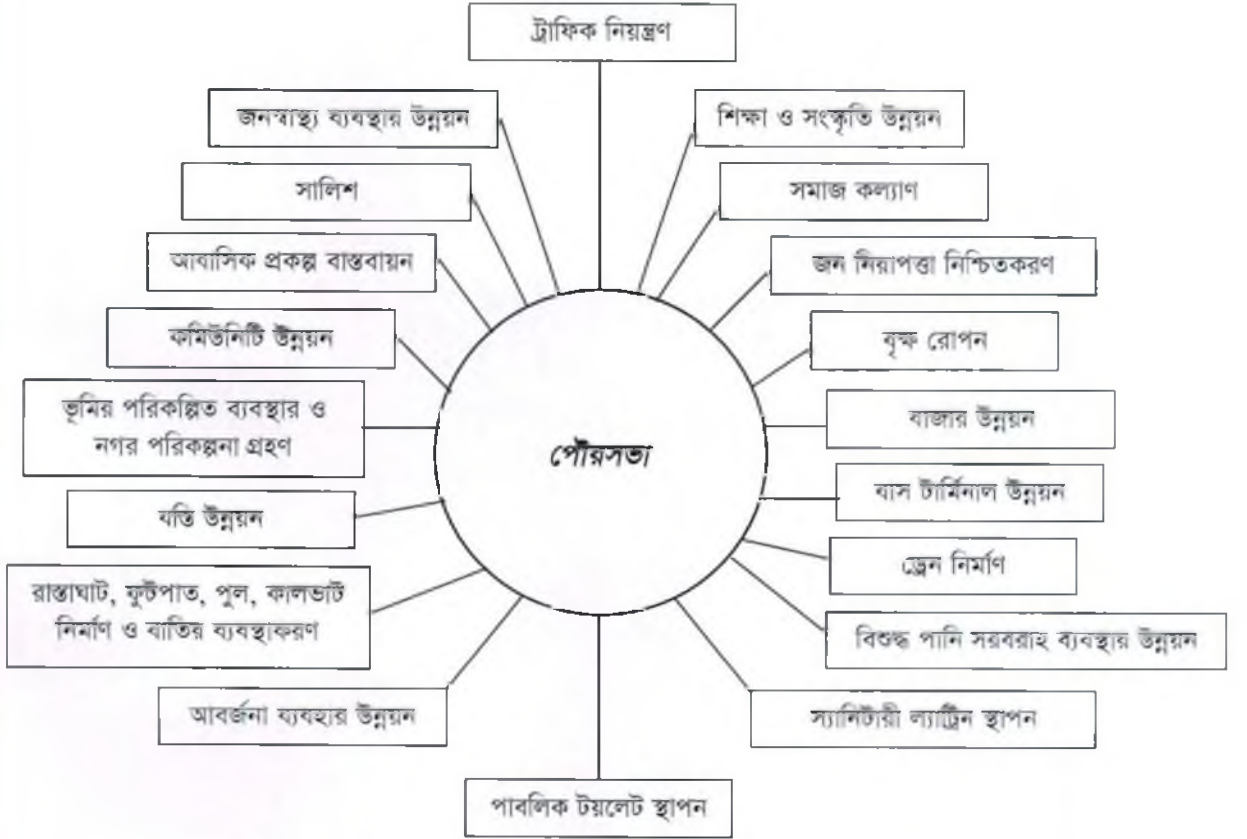 ট্রাফিক নিয়ন্ত্রণ
জনস্বাস্থ্য ব্যবস্থার উন্নয়ন
শিক্ষা ও সংস্কৃতি উন্নয়ন
সালিশ
সমাজ কল্যাণ
আবাসিক প্রকল্প বাস্তবায়ন
জন নিরাপত্তা নিশ্চিতকরণ
কমিউনিটি উন্নয়ন
বৃক্ষ রোপন
ভূমির পরিকল্পিত ব্যবস্থার ও
নগর পরিকল্পনা গ্রহণ
বাজার উন্নয়ন
পৌরসভা
বাস টার্মিনাল উন্নয়ন
বস্তি উন্নয়ন
ড্রেন নির্মাণ
রাস্তাঘাট, ফুটপাত, পুল, কালভার্ট
নির্মাণ ও বাতির ব্যবস্থাকরণ
বিশুদ্ধ পানি সরবরাহ ব্যবস্থার উন্নয়ন
আবর্জনা ব্যবহার উন্নয়ন
স্যানিটারী ল্যাট্রিন স্থাপন
পাবলিক টয়লেট স্থাপন